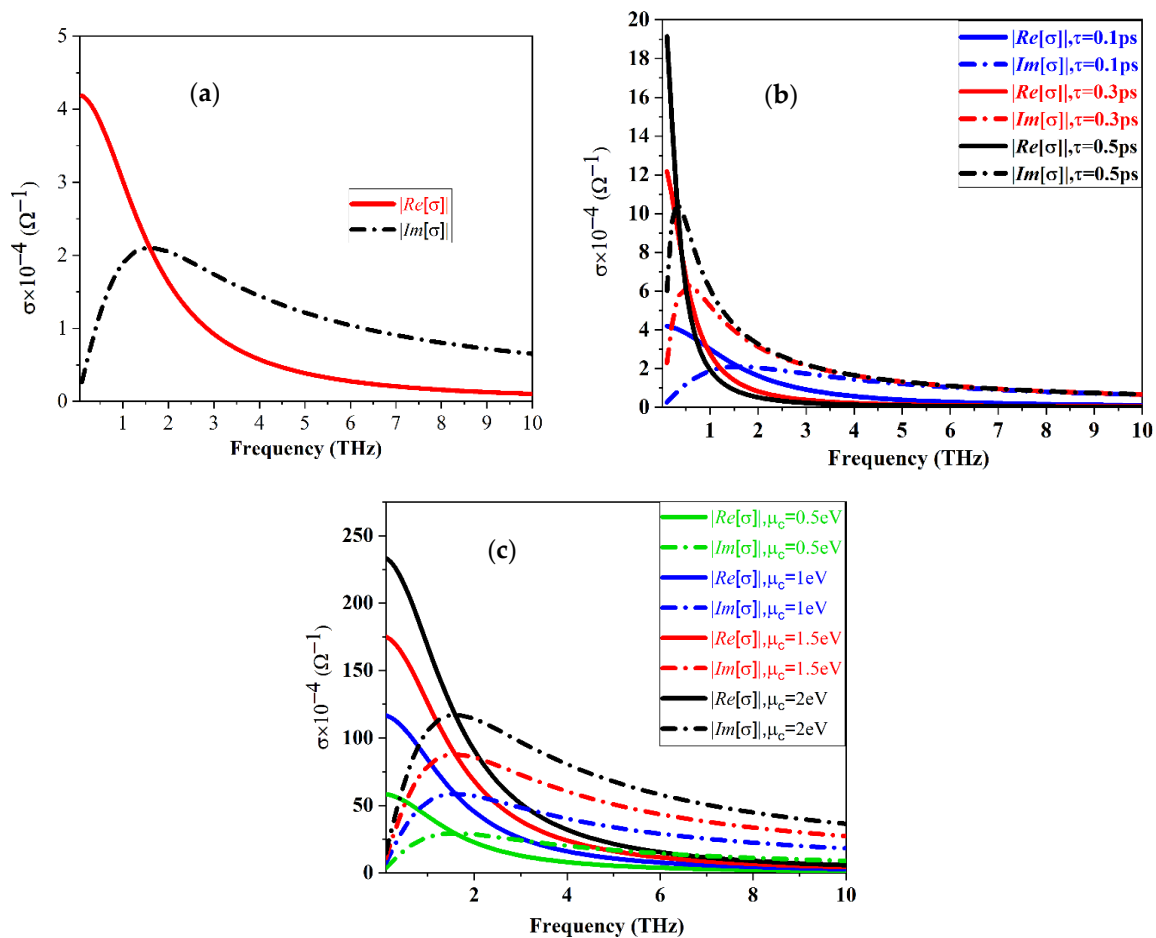 (a)
5
4
3
2
1
0
σ×10⁻⁴ (Ω⁻¹)
1 2 3 4 5 6 7 8 9 10
Frequency (THz)
|Re[σ]|
|Im[σ]|
(b)
20
18
16
14
12
10
8
6
4
2
0
σ×10⁻⁴ (Ω⁻¹)
1 2 3 4 5 6 7 8 9 10
Frequency (THz)
|Re[σ]|,τ=0.1ps
|Im[σ]|,τ=0.1ps
|Re[σ]|,τ=0.3ps
|Im[σ]|,τ=0.3ps
|Re[σ]|,τ=0.5ps
|Im[σ]|,τ=0.5ps
(c)
250
225
200
175
150
125
100
75
50
25
0
σ×10⁻⁴ (Ω⁻¹)
2 4 6 8 10
Frequency (THz)
|Re[σ]|,μc=0.5eV
|Im[σ]|,μc=0.5eV
|Re[σ]|,μc=1eV
|Im[σ]|,μc=1eV
|Re[σ]|,μc=1.5eV
|Im[σ]|,μc=1.5eV
|Re[σ]|,μc=2eV
|Im[σ]|,μc=2eV